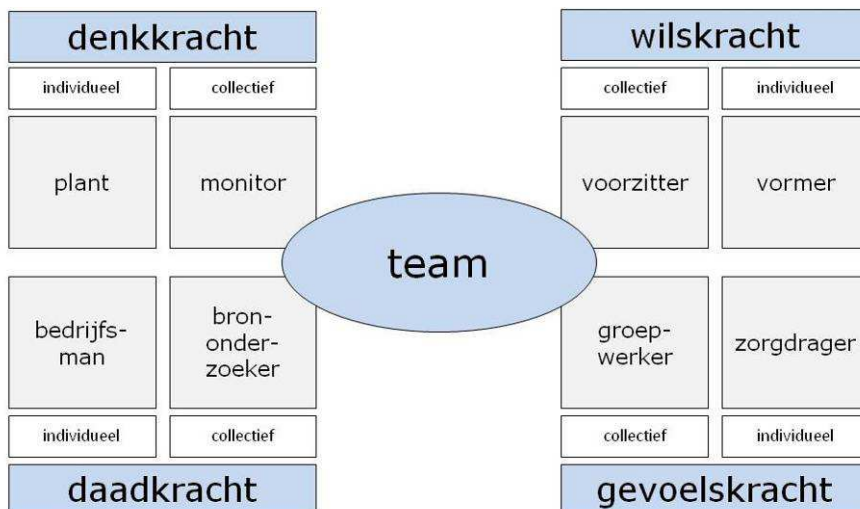 denkkracht
individueel
collectief
plant
monitor
bedrijfs-
man
bron-
onder-
zoeker
individueel
collectief
daadkracht
team
wilskracht
collectief
individueel
voorzitter
vormer
groep-
werker
zorgdrager
collectief
individueel
gevoelskracht